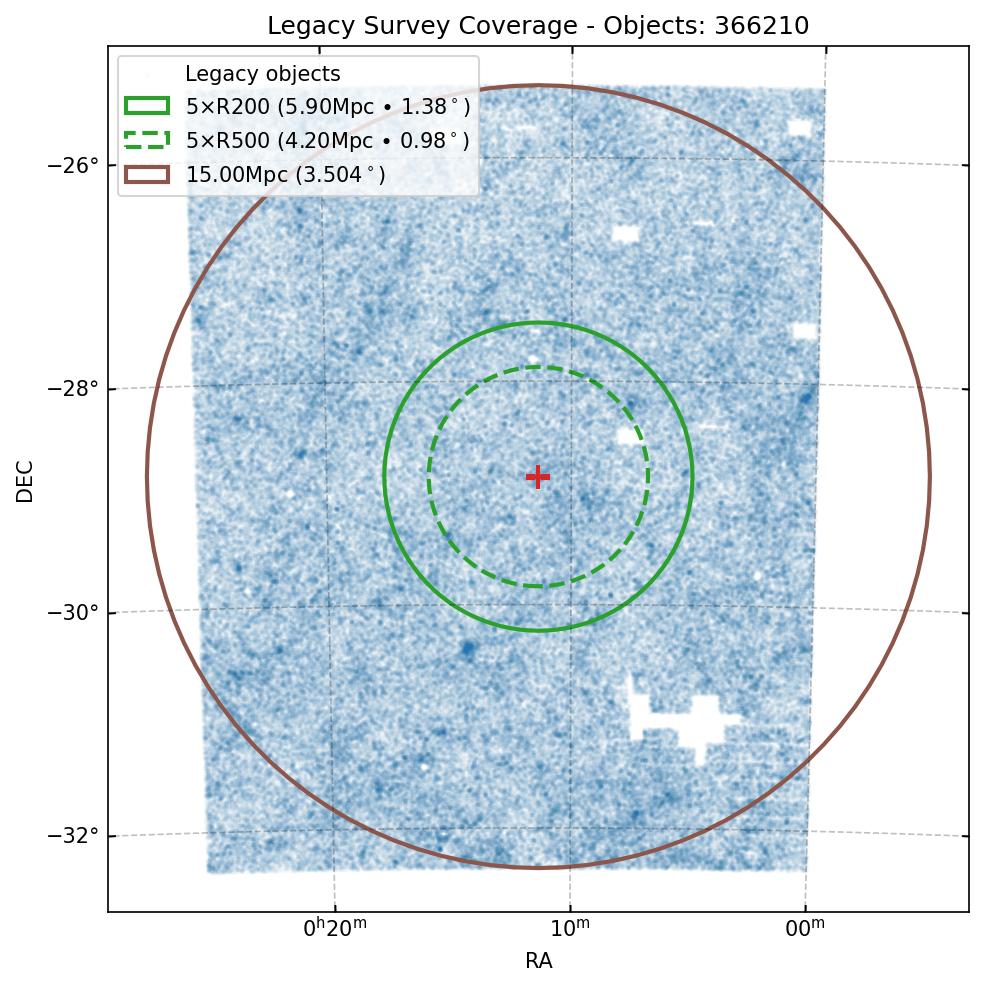 Legacy Survey Coverage - Objects: 366210
Legacy objects
5×R200 (5.90Mpc • 1.38°)
5×R500 (4.20Mpc • 0.98°)
15.00Mpc (3.504°)
−26°
−28°
−30°
−32°
DEC
0ʰ20ᵐ 10ᵐ 00ᵐ
RA